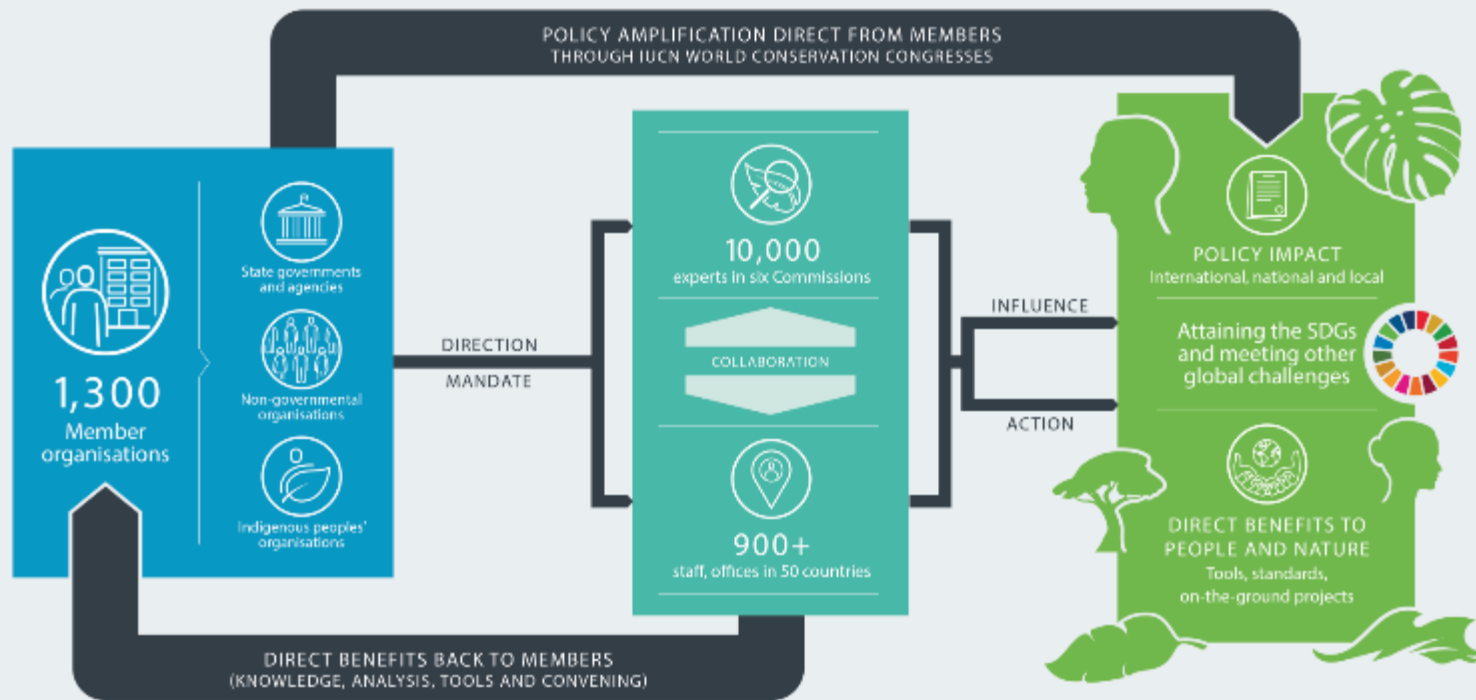 POLICY AMPLIFICATION DIRECT FROM MEMBERS
THROUGH IUCN WORLD CONSERVATION CONGRESSES
1,300
Member
organisations
State governments
and agencies
Non-governmental
organisations
Indigenous peoples'
organisations
DIRECTION
MANDATE
10,000
experts in six Commissions
COLLABORATION
900+
staff, offices in 50 countries
INFLUENCE
ACTION
POLICY IMPACT
International, national and local
Attaining the SDGs
and meeting other
global challenges
DIRECT BENEFITS TO
PEOPLE AND NATURE
Tools, standards,
on-the-ground projects
DIRECT BENEFITS BACK TO MEMBERS
(KNOWLEDGE, ANALYSIS, TOOLS AND CONVENING)